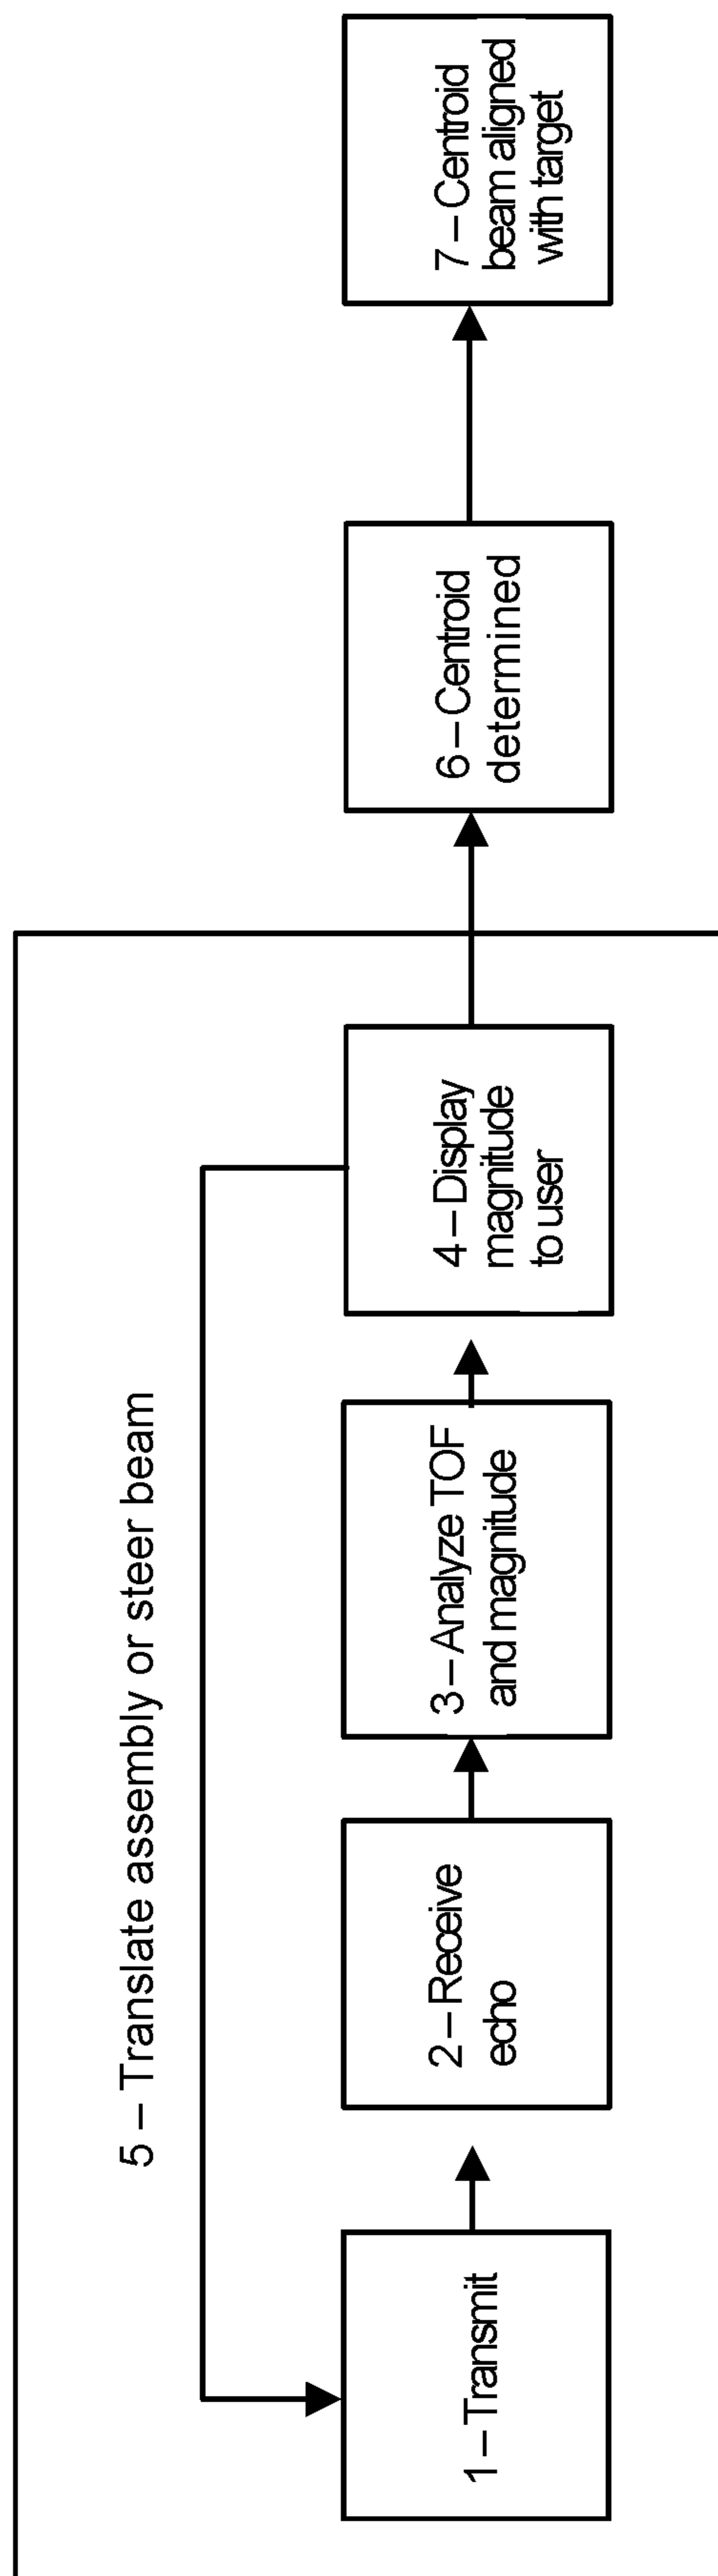 5 – Translate assembly or steer beam
1 – Transmit
2 – Receive
echo
3 – Analyze TOF
and magnitude
4 – Display
magnitude
to user
6 – Centroid
determined
7 – Centroid
beam aligned
with target